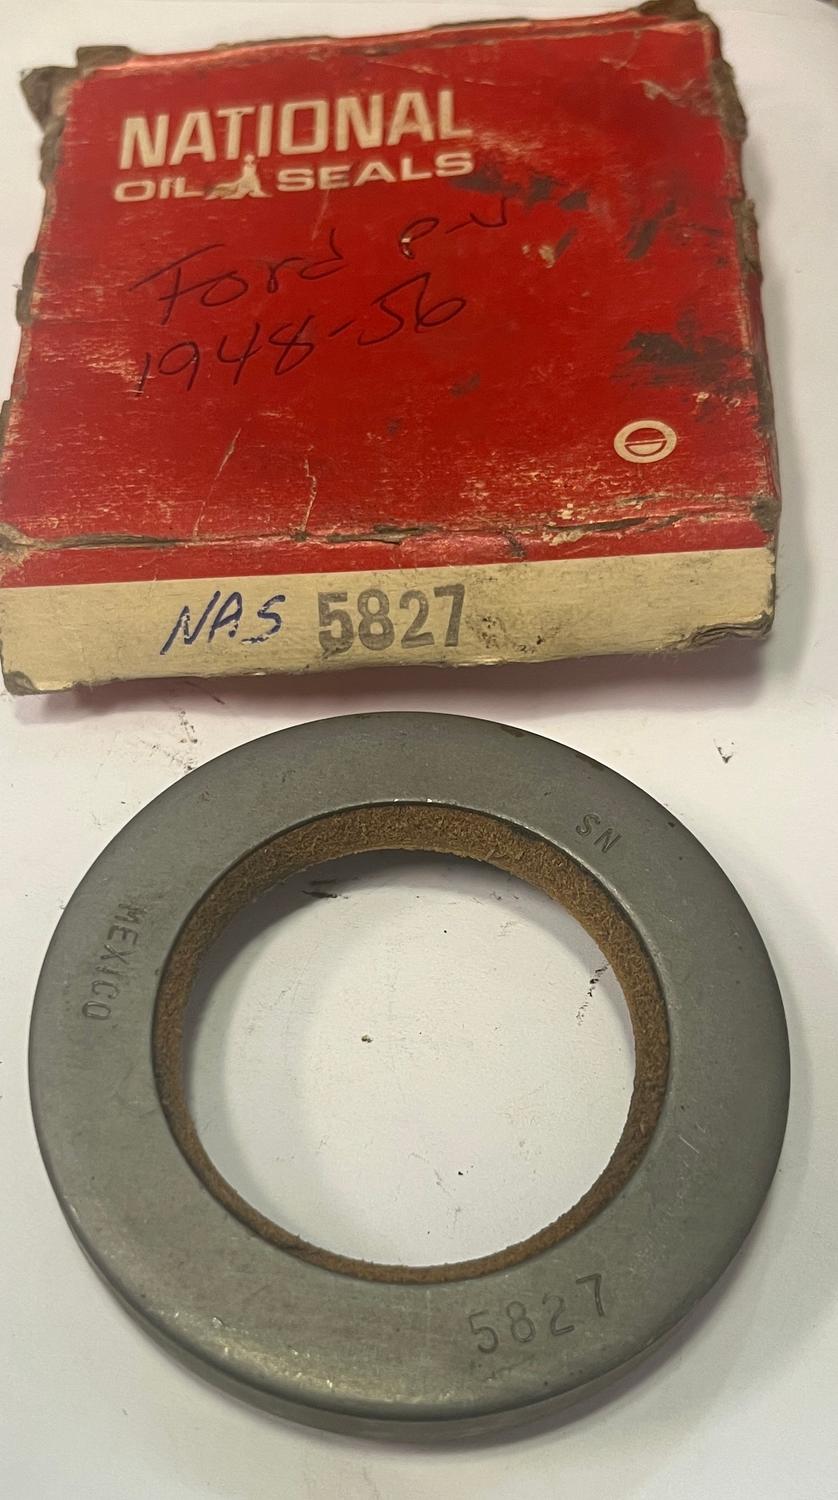 NATIONAL
OIL SEALS
Ford
1948-56
NAS 5827
SN
MEXICO
5827